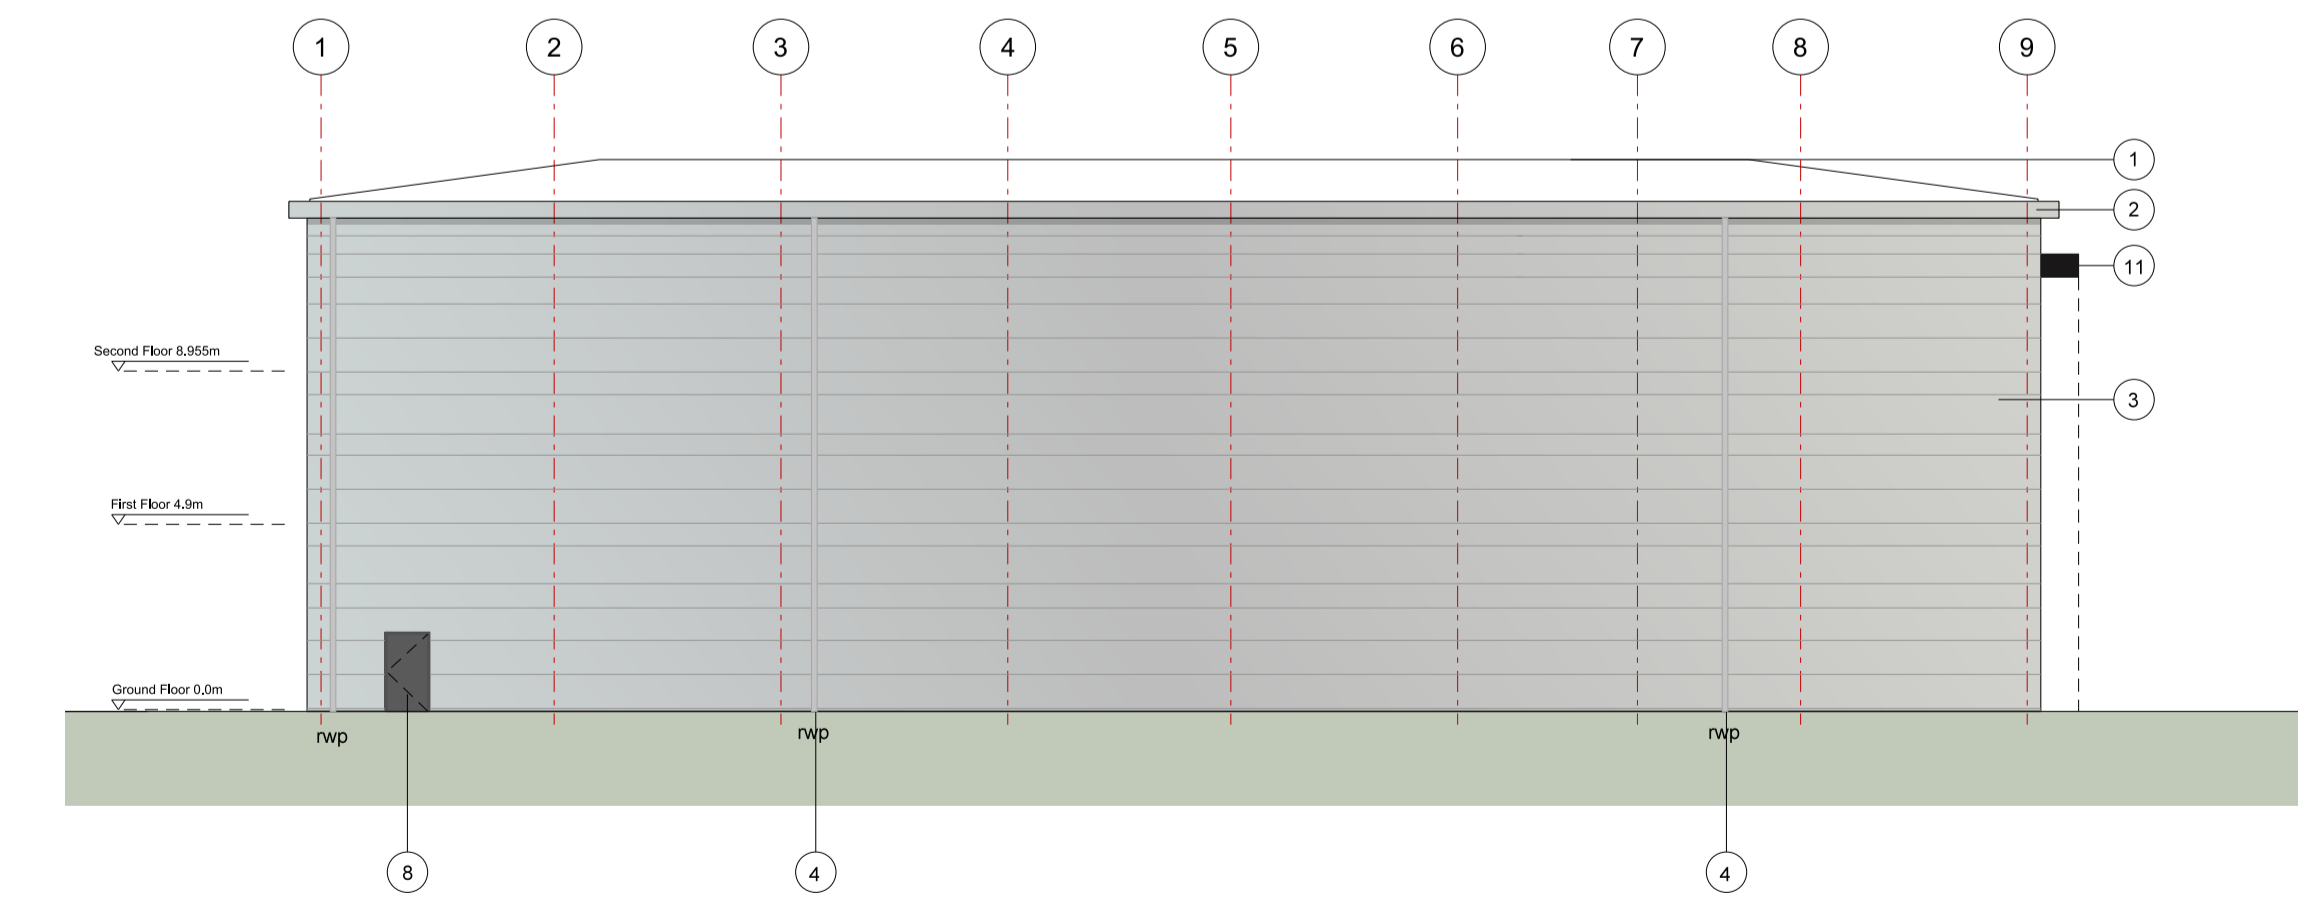 1 2 3 4 5 6 7 8 9
1
2
11
Second Floor 8.955m
3
First Floor 4.9m
Ground Floor 0.0m
rwp rwp rwp
8 4 4